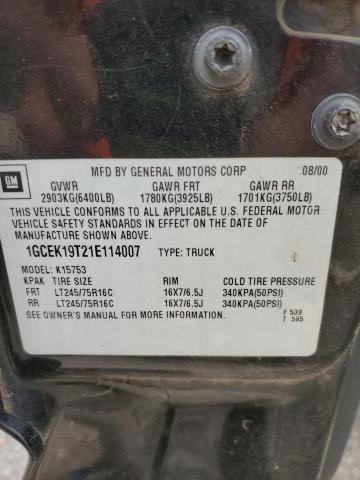 GM
MFD BY GENERAL MOTORS CORP 08/00
GVWR GAWR FRT GAWR RR
2903KG(6400LB) 1780KG(3925LB) 1701KG(3750LB)
THIS VEHICLE CONFORMS TO ALL APPLICABLE U.S. FEDERAL MOTOR
VEHICLE SAFETY STANDARDS IN EFFECT ON THE DATE OF
MANUFACTURE SHOWN ABOVE.
1GCEK19T21E114007 TYPE: TRUCK
MODEL: K15753
KPAK TIRE SIZE RIM COLD TIRE PRESSURE
FRT LT245/75R16C 16X7/6.5J 340KPA(50PSI)
RR LT245/75R16C 16X7/6.5J 340KPA(50PSI)
SEE OWNER'S MANUAL FOR MORE INFORMATION. F 539
T 565